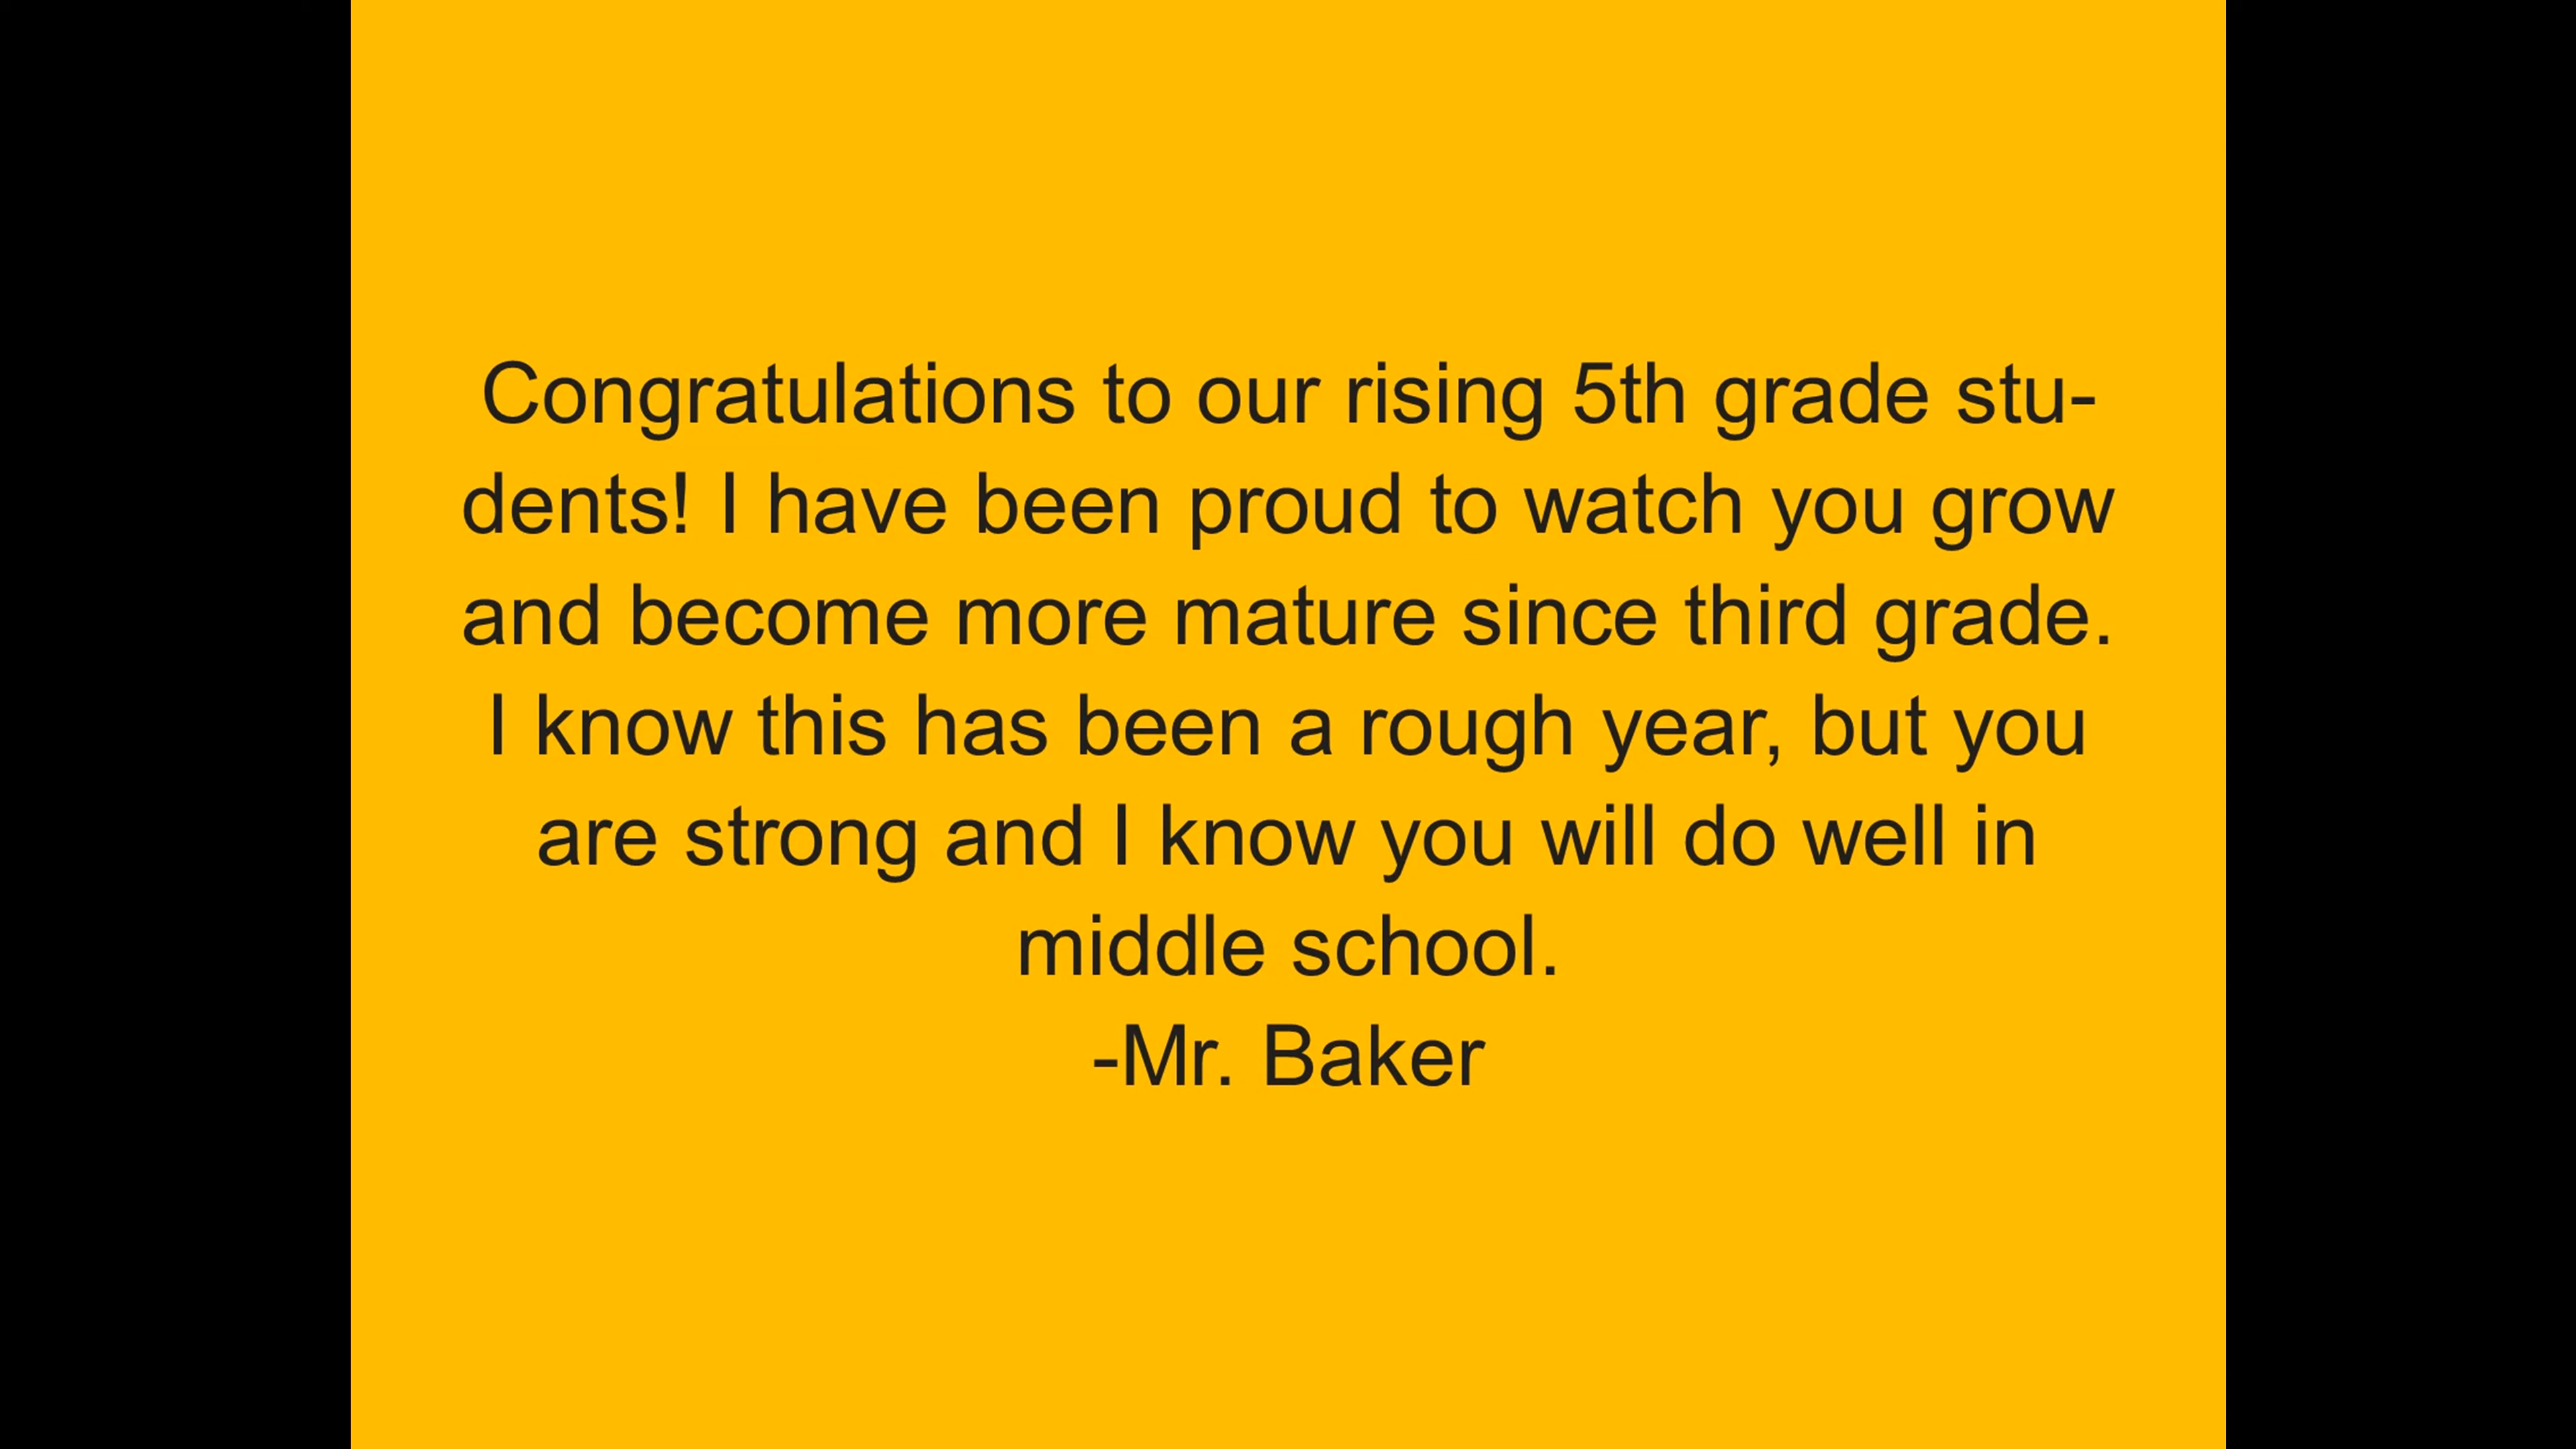 Congratulations to our rising 5th grade stu-
dents! I have been proud to watch you grow
and become more mature since third grade.
I know this has been a rough year, but you
are strong and I know you will do well in
middle school.
-Mr. Baker